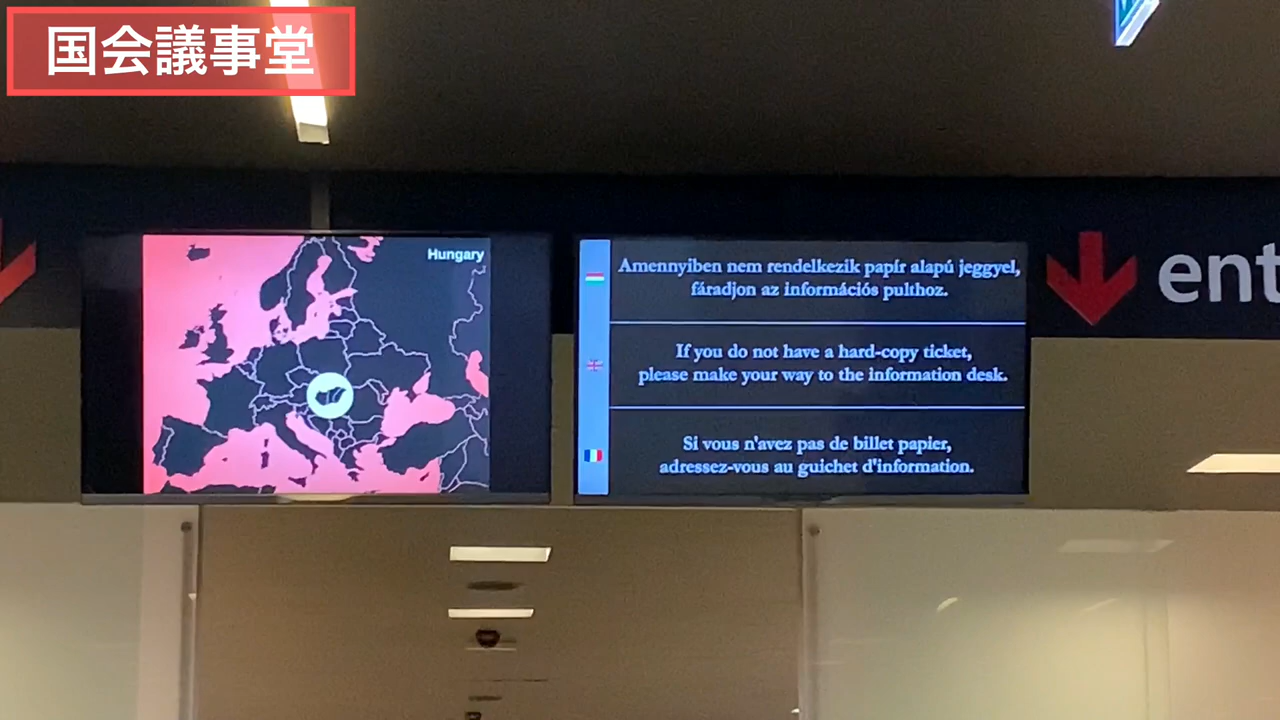 国会議事堂
Hungary
Amennyiben nem rendelkezik papír alapú jeggyel,
fáradjon az információs pulthoz.
If you do not have a hard-copy ticket,
please make your way to the information desk.
Si vous n'avez pas de billet papier,
adressez-vous au guichet d'information.
ent